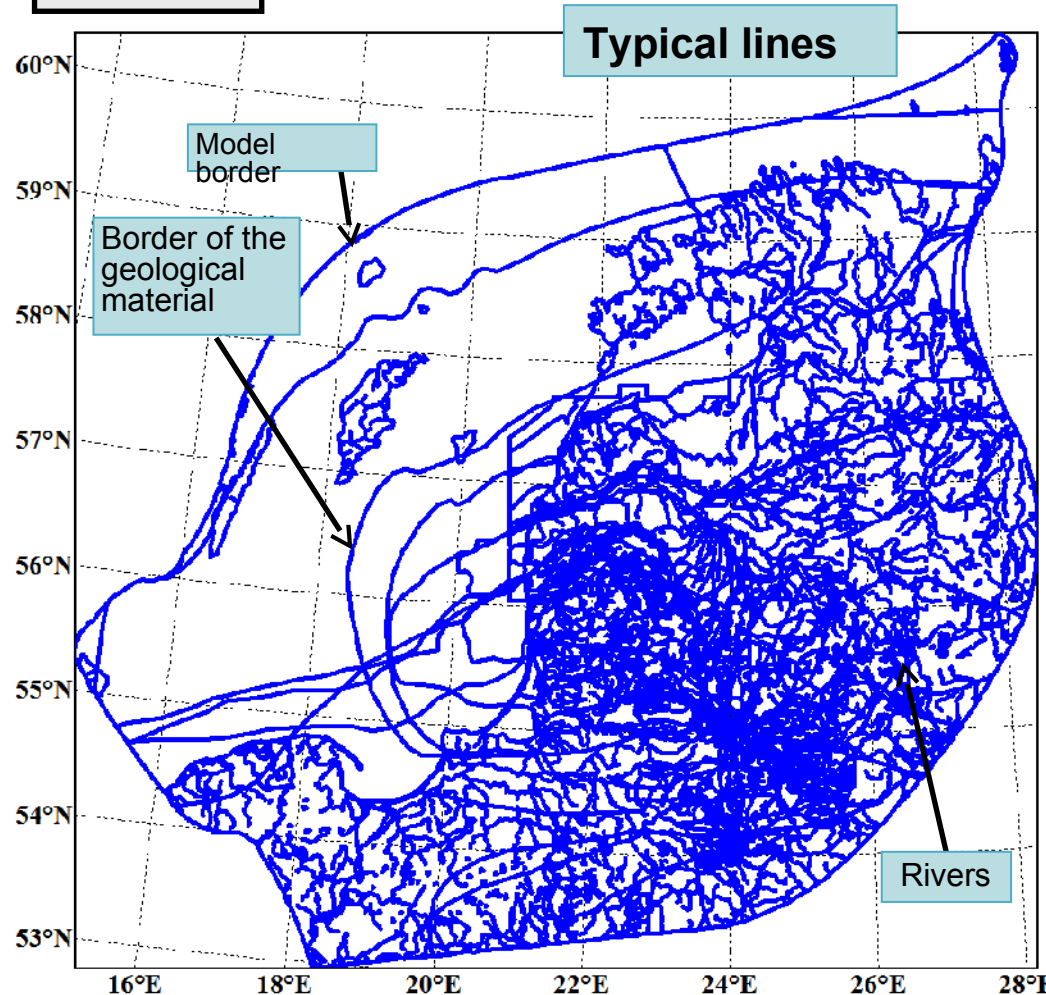 Typical lines
60°N
Model
border
59°N
Border of the
geological
material
58°N
57°N
56°N
55°N
54°N
Rivers
53°N
16°E 18°E 20°E 22°E 24°E 26°E 28°E